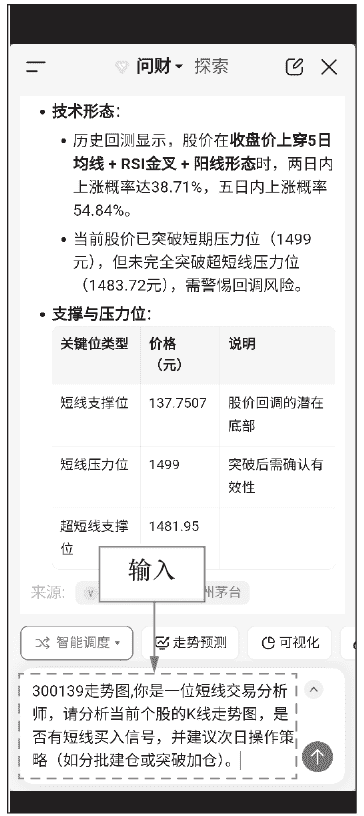 问财 探索
• 技术形态：
• 历史回测显示，股价在收盘价上穿5日
均线 + RSI金叉 + 阳线形态时，两日内
上涨概率达38.71%，五日内上涨概率
54.84%。
• 当前股价已突破短期压力位（1499
元），但未完全突破超短线压力位
（1483.72元），需警惕回调风险。
• 支撑与压力位：
关键位类型 价格 说明
（元）
短线支撑位 137.7507 股价回调的潜在
底部
短线压力位 1499 突破后需确认有
效性
超短线支撑 1481.95
位
输入
来源： 州茅台
智能调度 走势预测 可视化
300139走势图,你是一位短线交易分析
师，请分析当前个股的K线走势图，是
否有短线买入信号，并建议次日操作策
略（如分批建仓或突破加仓）。